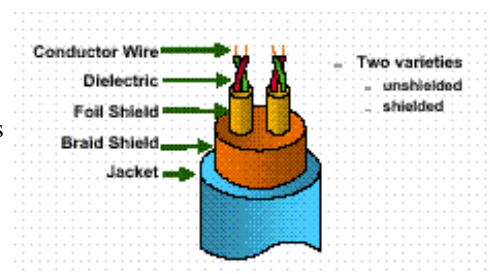 Conductor Wire
Dielectric
Foil Shield
s
Braid Shield
Jacket
- Two varieties
- unshielded
- shielded